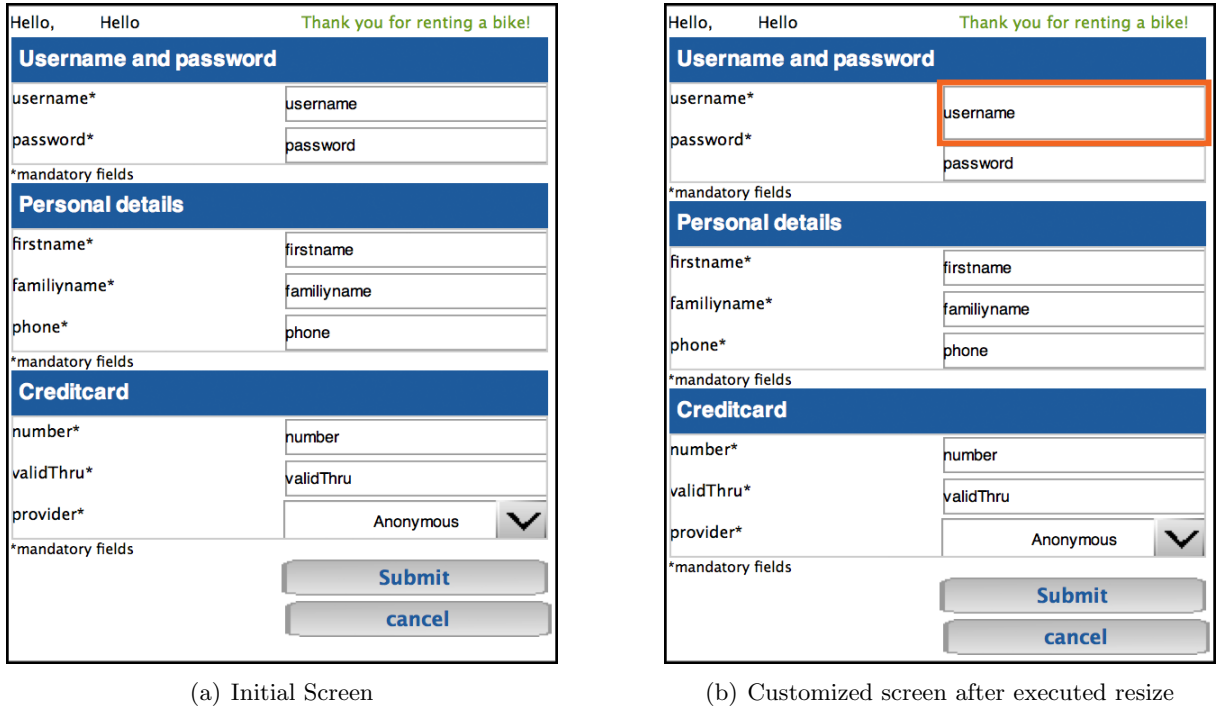 Hello, Hello Thank you for renting a bike!
Username and password
username* username
password* password
*mandatory fields
Personal details
firstname* firstname
familiyname* familiyname
phone* phone
*mandatory fields
Creditcard
number* number
validThru* validThru
provider* Anonymous
*mandatory fields
Submit
cancel
(a) Initial Screen
Hello, Hello Thank you for renting a bike!
Username and password
username* username
password* password
*mandatory fields
Personal details
firstname* firstname
familiyname* familiyname
phone* phone
*mandatory fields
Creditcard
number* number
validThru* validThru
provider* Anonymous
*mandatory fields
Submit
cancel
(b) Customized screen after executed resize